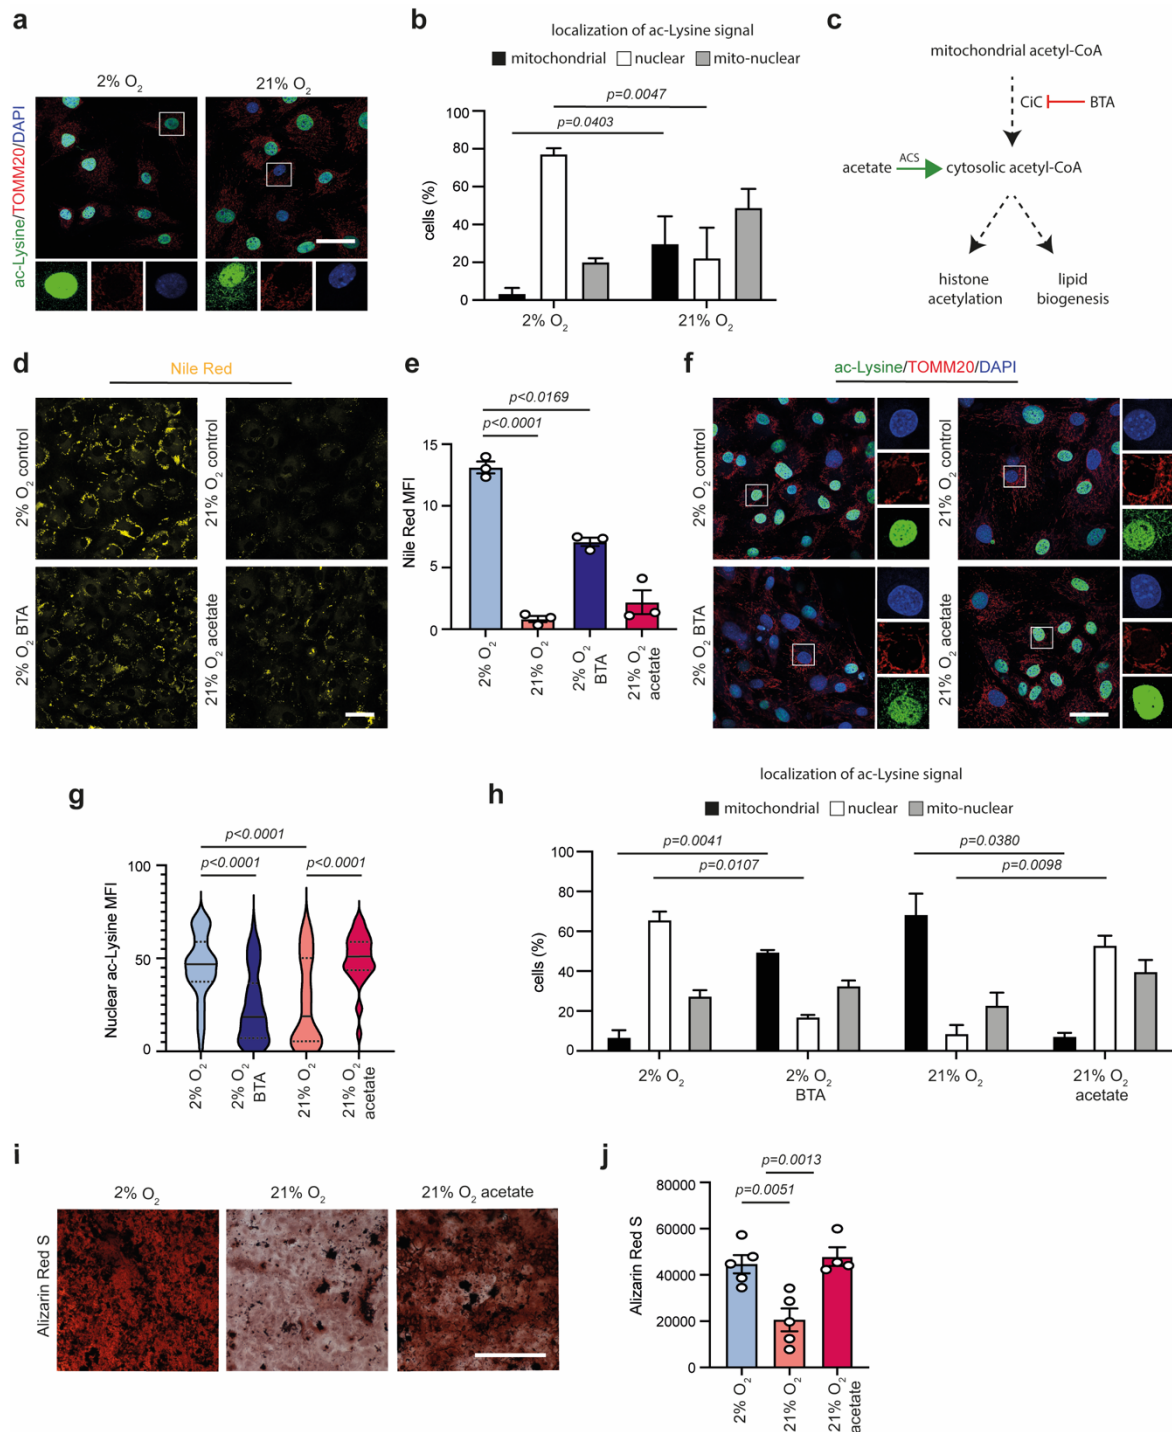 a
2% O2
21% O2
ac-Lysine/TOMM20/DAPI
b
localization of ac-Lysine signal
mitochondrial
nuclear
mito-nuclear
p=0.0047
p=0.0403
100
80
60
40
20
0
cells (%)
2% O2
21% O2
c
mitochondrial acetyl-CoA
CiC
BTA
acetate
ACS
cytosolic acetyl-CoA
histone
acetylation
lipid
biogenesis
d
Nile Red
2% O2 control
21% O2 control
2% O2 BTA
21% O2 acetate
e
p<0.0169
p<0.0001
15
10
5
0
Nile Red MFI
2% O2
21% O2
2% O2
BTA
21% O2
acetate
f
ac-Lysine/TOMM20/DAPI
2% O2 control
21% O2 control
2% O2 BTA
21% O2 acetate
g
p<0.0001
p<0.0001
p<0.0001
100
50
0
Nuclear ac-Lysine MFI
2% O2
2% O2
BTA
21% O2
21% O2
acetate
h
localization of ac-Lysine signal
mitochondrial
nuclear
mito-nuclear
p=0.0041
p=0.0380
p=0.0107
p=0.0098
100
80
60
40
20
0
cells (%)
2% O2
2% O2
BTA
21% O2
21% O2
acetate
i
2% O2
21% O2
21% O2 acetate
Alizarin Red S
j
p=0.0013
p=0.0051
80000
60000
40000
20000
0
Alizarin Red S
2% O2
21% O2
21% O2
acetate